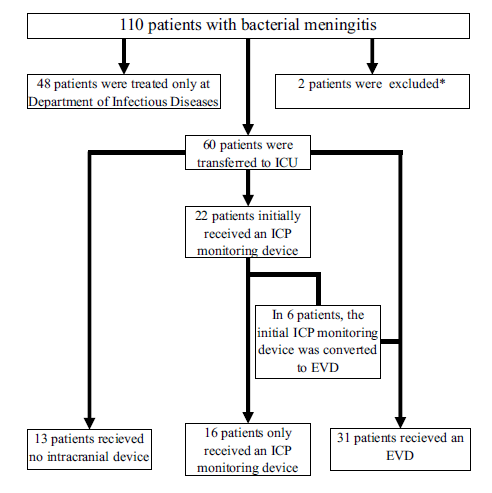 110 patients with bacterial meningitis
48 patients were treated only at
Department of Infectious Diseases
2 patients were excluded*
60 patients were
transferred to ICU
22 patients initially
received an ICP
monitoring device
In 6 patients, the
initial ICP monitoring
device was converted
to EVD
13 patients recieved
no intracranial device
16 patients only
received an ICP
monitoring device
31 patients recieved an
EVD